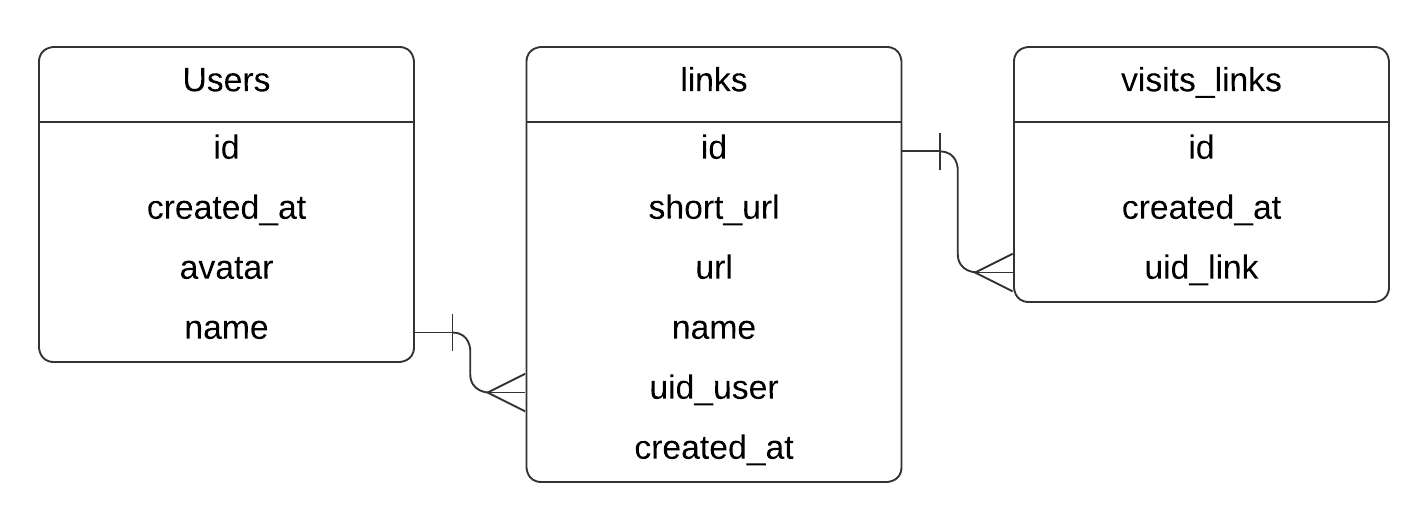 Users
id
created_at
avatar
name
links
id
short_url
url
name
uid_user
created_at
visits_links
id
created_at
uid_link